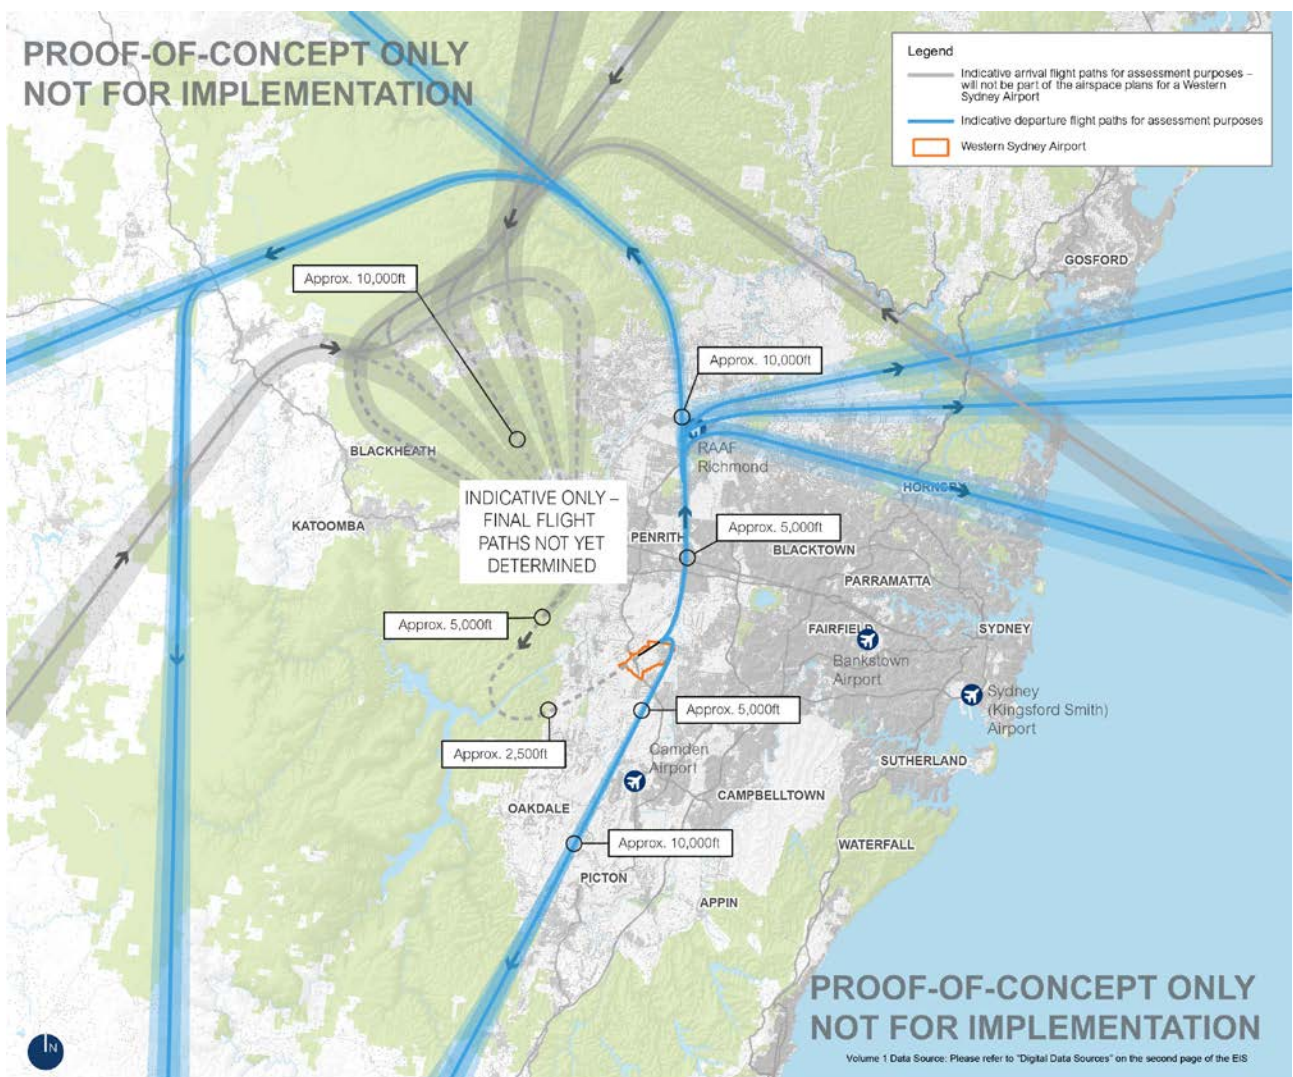 PROOF-OF-CONCEPT ONLY
NOT FOR IMPLEMENTATION
Legend
Indicative arrival flight paths for assessment purposes –
will not be part of the airspace plans for a Western
Sydney Airport
Indicative departure flight paths for assessment purposes
Western Sydney Airport
GOSFORD
Approx. 10,000ft
Approx. 10,000ft
BLACKHEATH
RAAF
Richmond
HORNSBY
INDICATIVE ONLY –
FINAL FLIGHT
PATHS NOT YET
DETERMINED
KATOOMBA
PENRITH
Approx. 5,000ft
BLACKTOWN
PARRAMATTA
Approx. 5,000ft
FAIRFIELD
SYDNEY
Bankstown
Airport
Sydney
(Kingsford Smith)
Airport
Approx. 5,000ft
Approx. 2,500ft
Camden
Airport
SUTHERLAND
OAKDALE
CAMPBELLTOWN
Approx. 10,000ft
WATERFALL
PICTON
APPIN
PROOF-OF-CONCEPT ONLY
NOT FOR IMPLEMENTATION
N
Volume 1 Data Source: Please refer to "Digital Data Sources" on the second page of the EIS